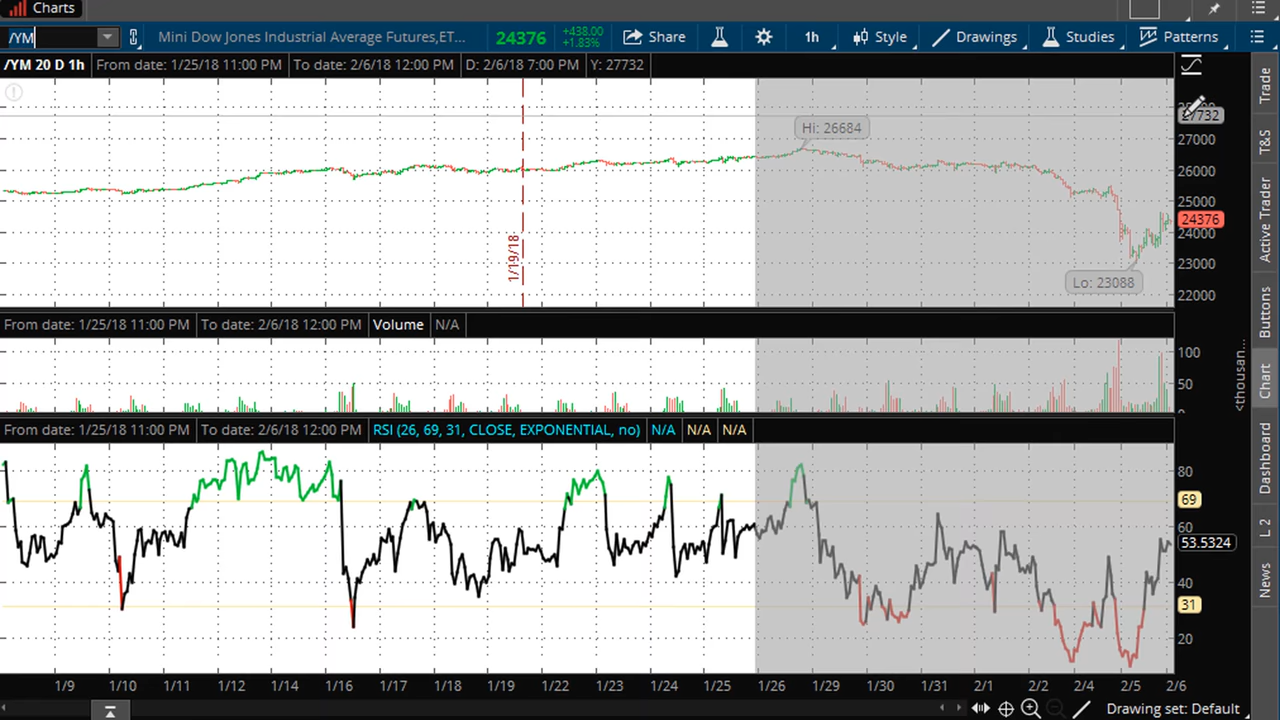 Charts
/YM Mini Dow Jones Industrial Average Futures,ET... 24376 +438.00 +1.83% Share 1h Style Drawings Studies Patterns
/YM 20 D 1h From date: 1/25/18 11:00 PM To date: 2/6/18 12:00 PM D: 2/6/18 7:00 PM Y: 27732
27732
Hi: 26684
27000
26000
25000
24376
24000
23000
22000
Lo: 23088
1/19/18
From date: 1/25/18 11:00 PM To date: 2/6/18 12:00 PM Volume N/A
100
50
<thousan...
From date: 1/25/18 11:00 PM To date: 2/6/18 12:00 PM RSI (26, 69, 31, CLOSE, EXPONENTIAL, no) N/A N/A N/A
80
69
60
53.5324
40
31
20
1/9 1/10 1/11 1/12 1/14 1/16 1/17 1/18 1/19 1/22 1/23 1/24 1/25 1/26 1/29 1/30 1/31 2/1 2/2 2/4 2/5 2/6
Drawing set: Default
Trade
T&S
Active Trader
Buttons
Chart
Dashboard
L 2
News